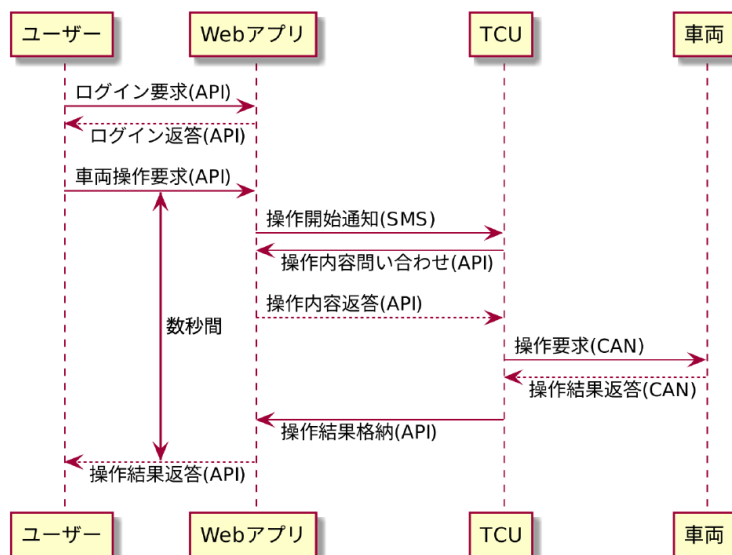 ユーザー
Webアプリ
TCU
車両
ログイン要求(API)
ログイン返答(API)
車両操作要求(API)
操作開始通知(SMS)
操作内容問い合わせ(API)
操作内容返答(API)
数秒間
操作要求(CAN)
操作結果返答(CAN)
操作結果格納(API)
操作結果返答(API)
ユーザー
Webアプリ
TCU
車両